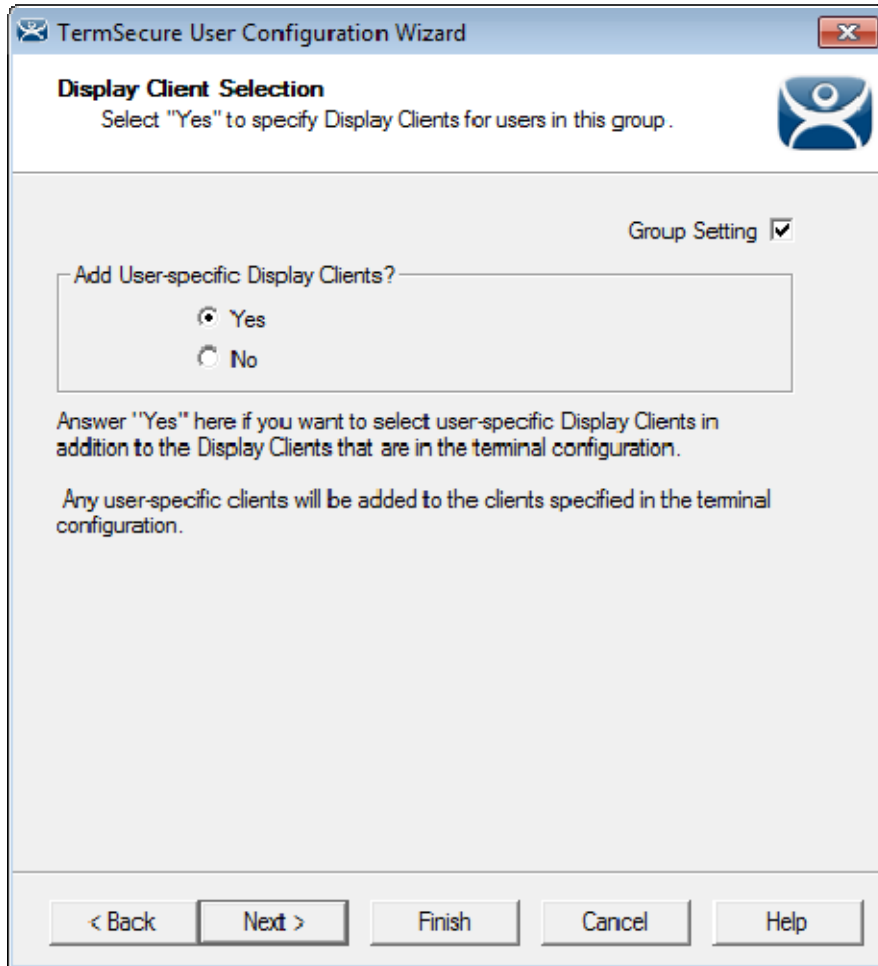 TermSecure User Configuration Wizard
Display Client Selection
Select "Yes" to specify Display Clients for users in this group.
Group Setting
Add User-specific Display Clients?
Yes
No
Answer "Yes" here if you want to select user-specific Display Clients in
addition to the Display Clients that are in the terminal configuration.
Any user-specific clients will be added to the clients specified in the terminal
configuration.
< Back
Next >
Finish
Cancel
Help